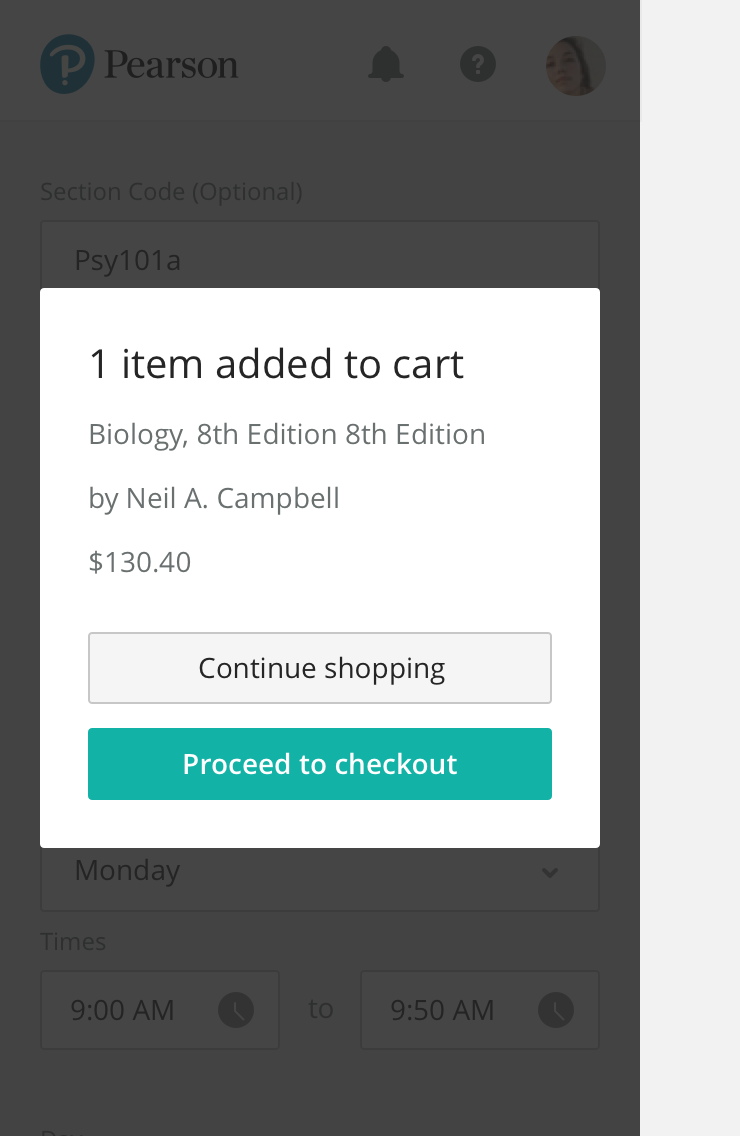 Pearson
Section Code (Optional)
Psy101a
1 item added to cart
Biology, 8th Edition 8th Edition
by Neil A. Campbell
$130.40
Continue shopping
Proceed to checkout
Monday
Times
9:00 AM to 9:50 AM